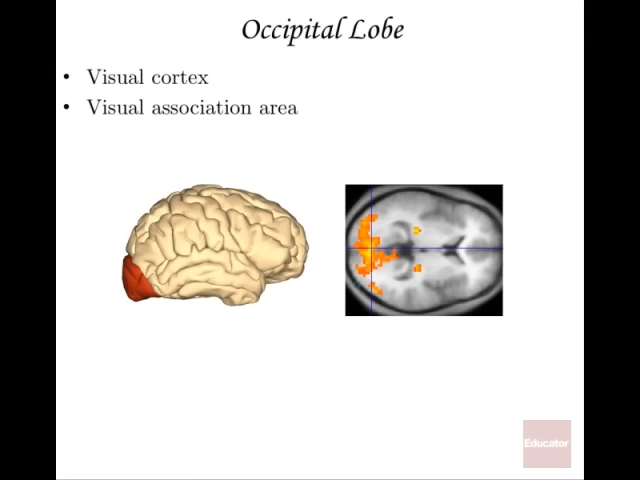 Occipital Lobe
• Visual cortex
• Visual association area
Educator